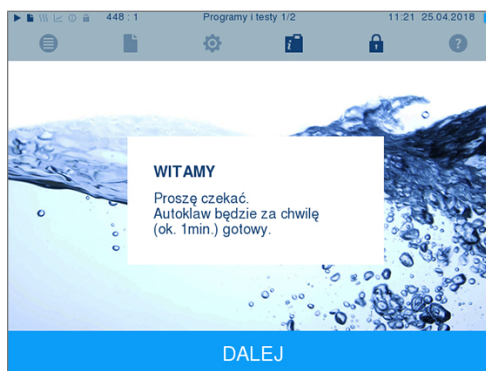 448 : 1 Programy i testy 1/2 11:21 25.04.2018
WITAMY
Proszę czekać.
Autoklaw będzie za chwilę
(ok. 1min.) gotowy.
DALEJ